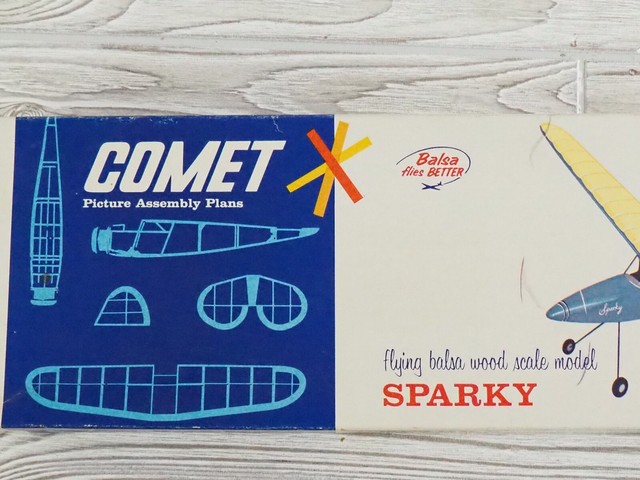 COMET
Picture Assembly Plans
Balsa
flies BETTER
Sparky
flying balsa wood scale model
SPARKY